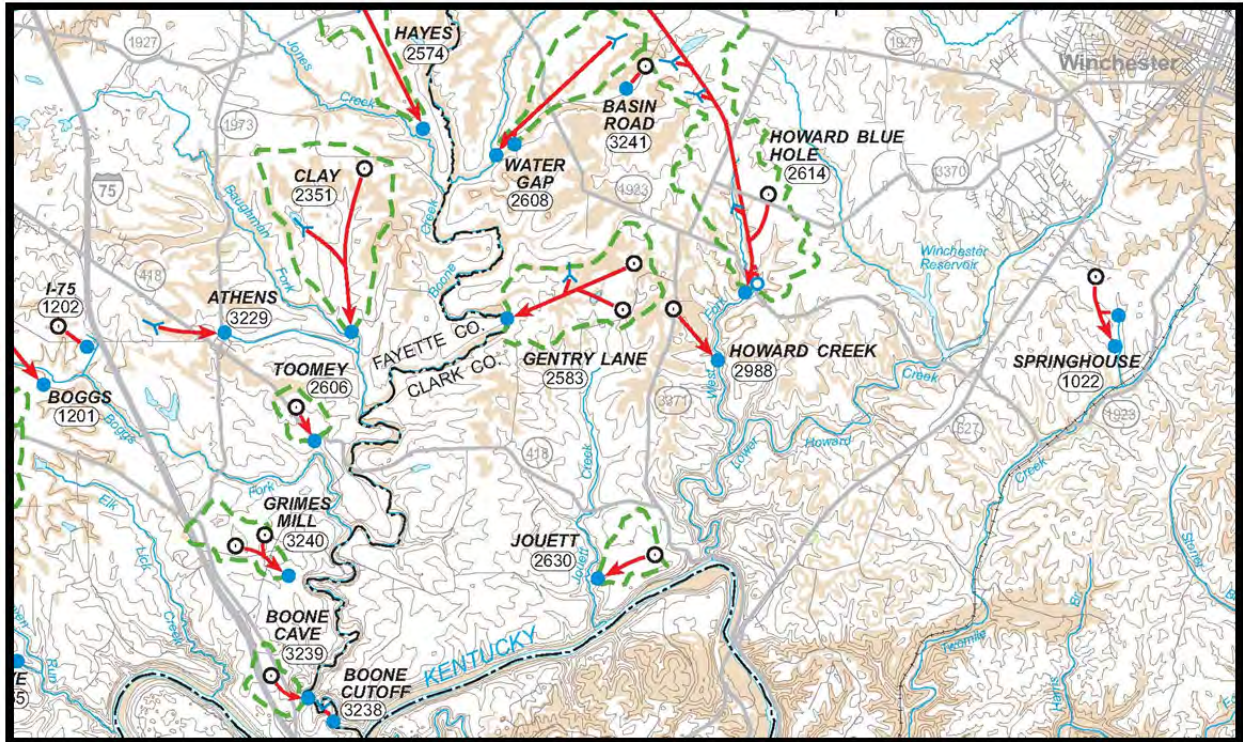 1927
HAYES
2574
Jones
Creek
1927
Winchester
BASIN
ROAD
3241
1973
HOWARD BLUE
HOLE
2614
CLAY
2351
WATER
GAP
2608
1923
3370
75
Baughman
Fork
Creek
Boone
Winchester
Reservoir
418
I-75
1202
ATHENS
3229
FAYETTE CO.
CLARK CO.
GENTRY LANE
2583
Fork
HOWARD CREEK
2988
SPRINGHOUSE
1022
TOOMEY
2606
BOGGS
1201
West
Creek
3371
1923
627
Boggs
Fork
418
Creek
Lower
Howard
Creek
Elk
Lick
Creek
GRIMES
MILL
3240
JOUETT
2630
Jouett
Stoner
BOONE
CAVE
3239
BOONE
CUTOFF
3238
KENTUCKY
Twomile
Br
Run